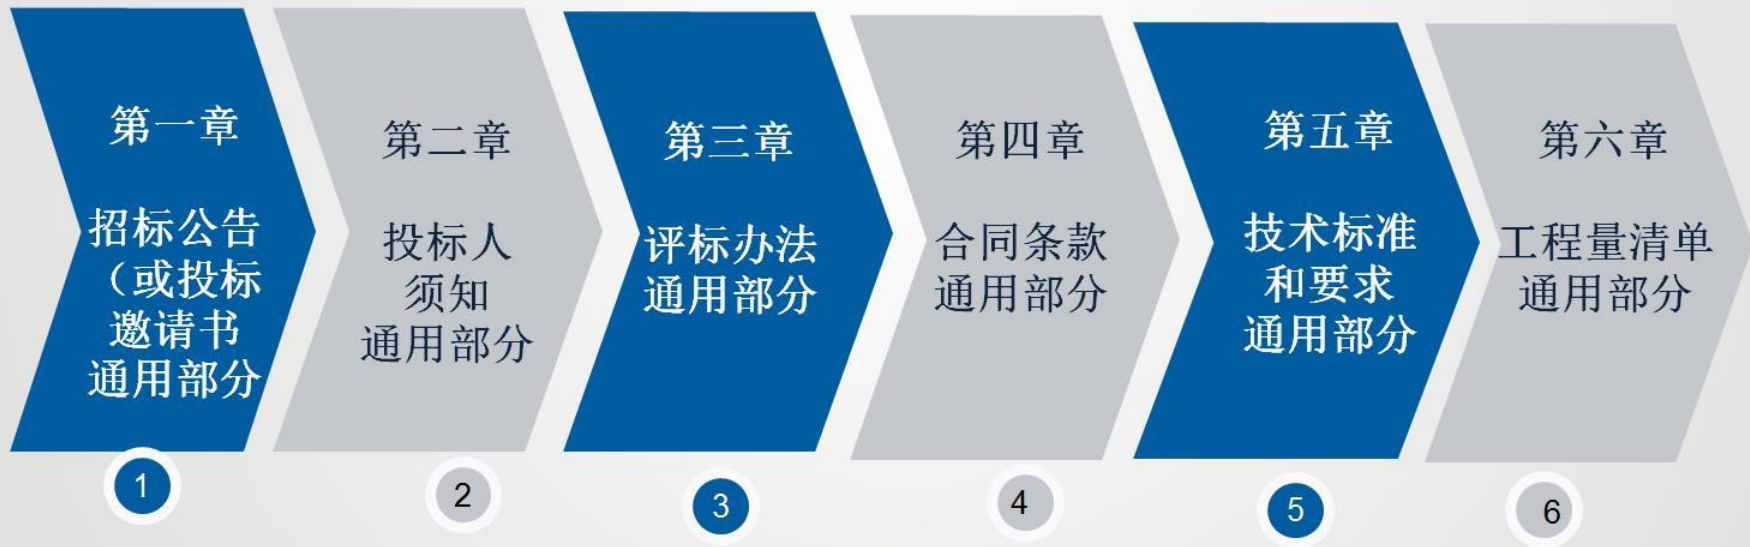 第一章
招标公告
（或投标
邀请书
通用部分
第二章
投标人
须知
通用部分
第三章
评标办法
通用部分
第四章
合同条款
通用部分
第五章
技术标准
和要求
通用部分
第六章
工程量清单
通用部分
1
2
3
4
5
6